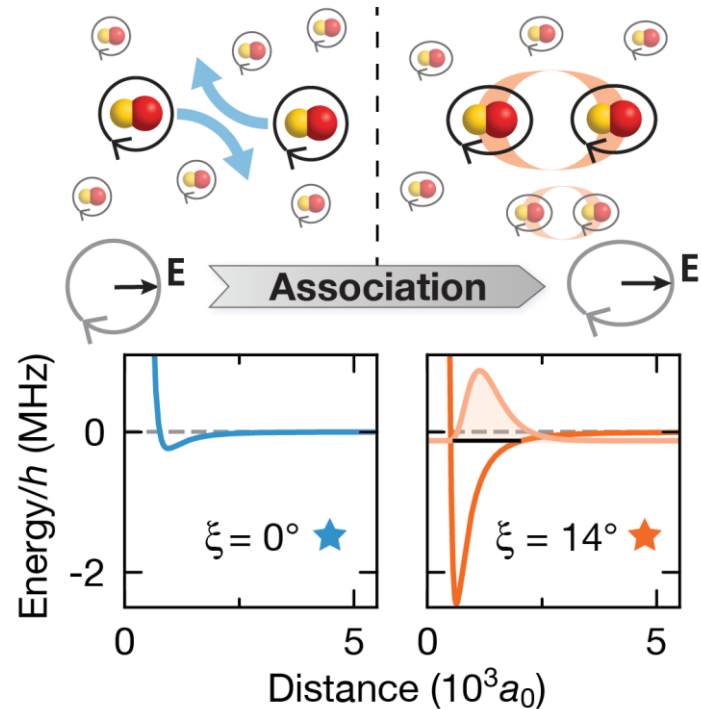 E
Association
E
Energy/h (MHz)
0
-2
ξ = 0°
ξ = 14°
0
5
0
5
Distance (10³a₀)